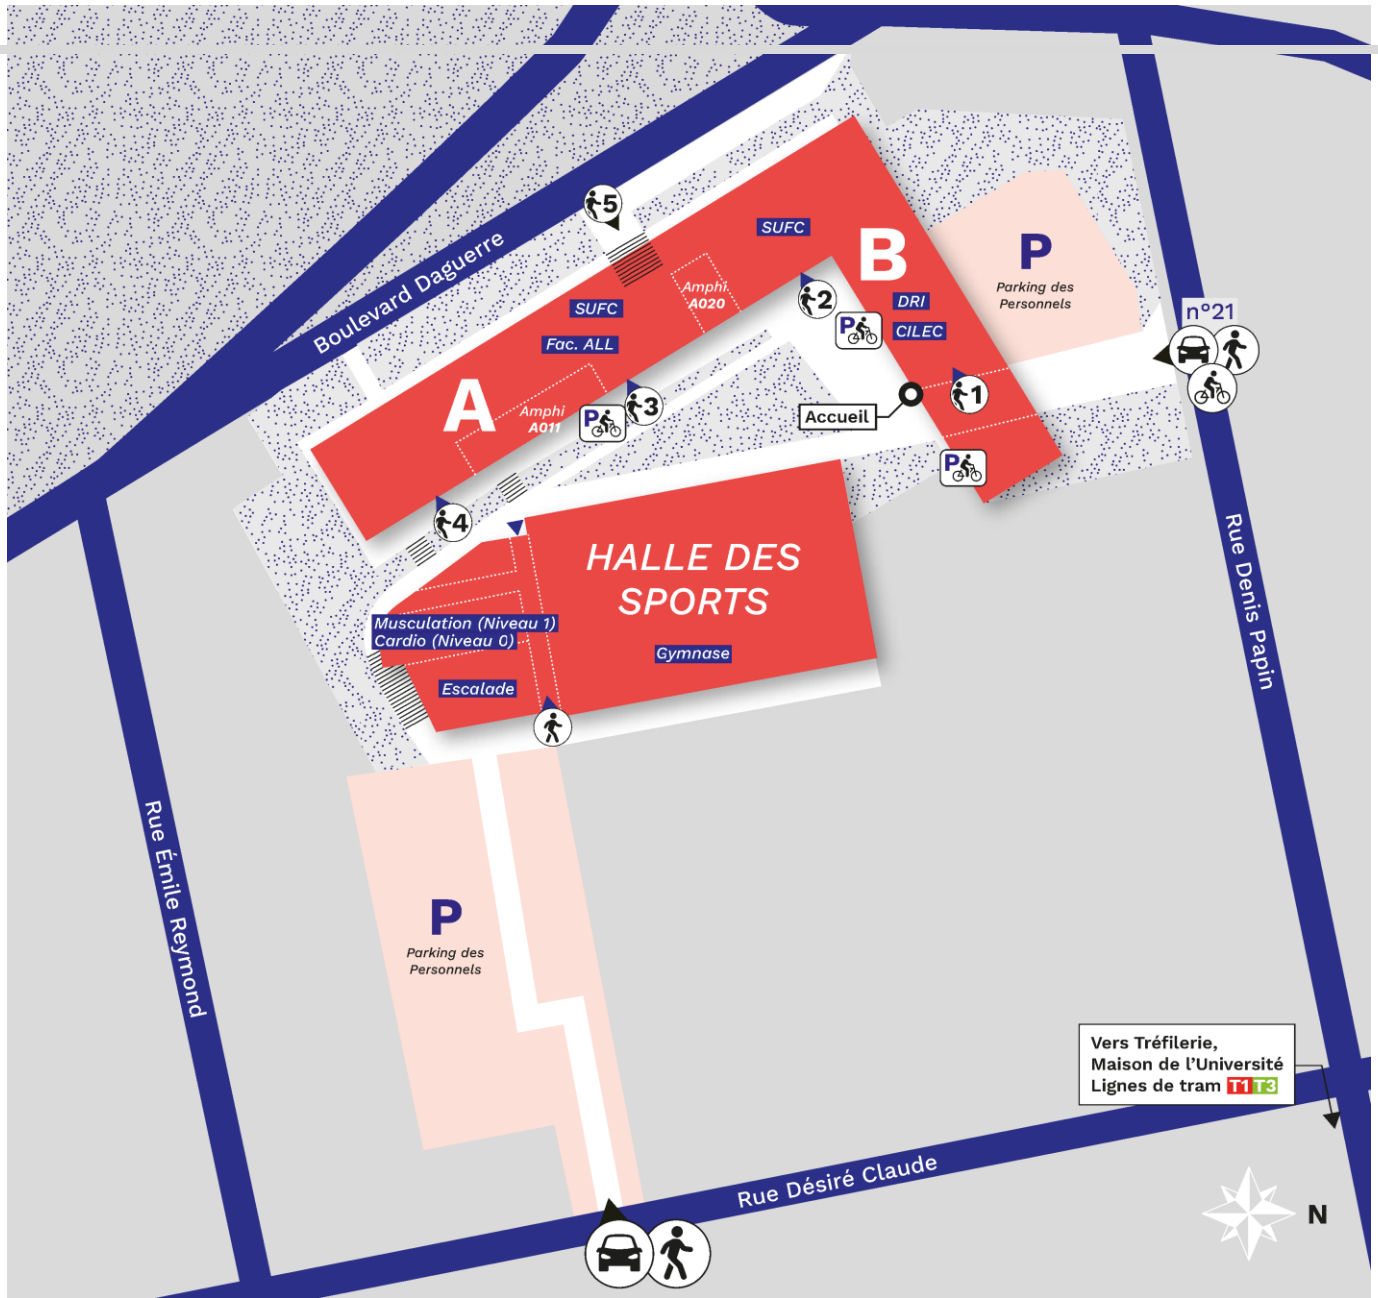 5
Boulevard Daguerre
SUFC
B
P
Parking des
Personnels
Amphi
A020
2
DRI
SUFC
n°21
P
CILEC
Fac. ALL
A
3
1
Amphi
A011
P
Accueil
P
4
HALLE DES
SPORTS
Rue Denis Papin
Musculation (Niveau 1)
Cardio (Niveau 0)
Gymnase
Escalade
Rue Émile Reymond
P
Parking des
Personnels
Vers Tréfilerie,
Maison de l'Université
Lignes de tram T1 T3
Rue Désiré Claude
N